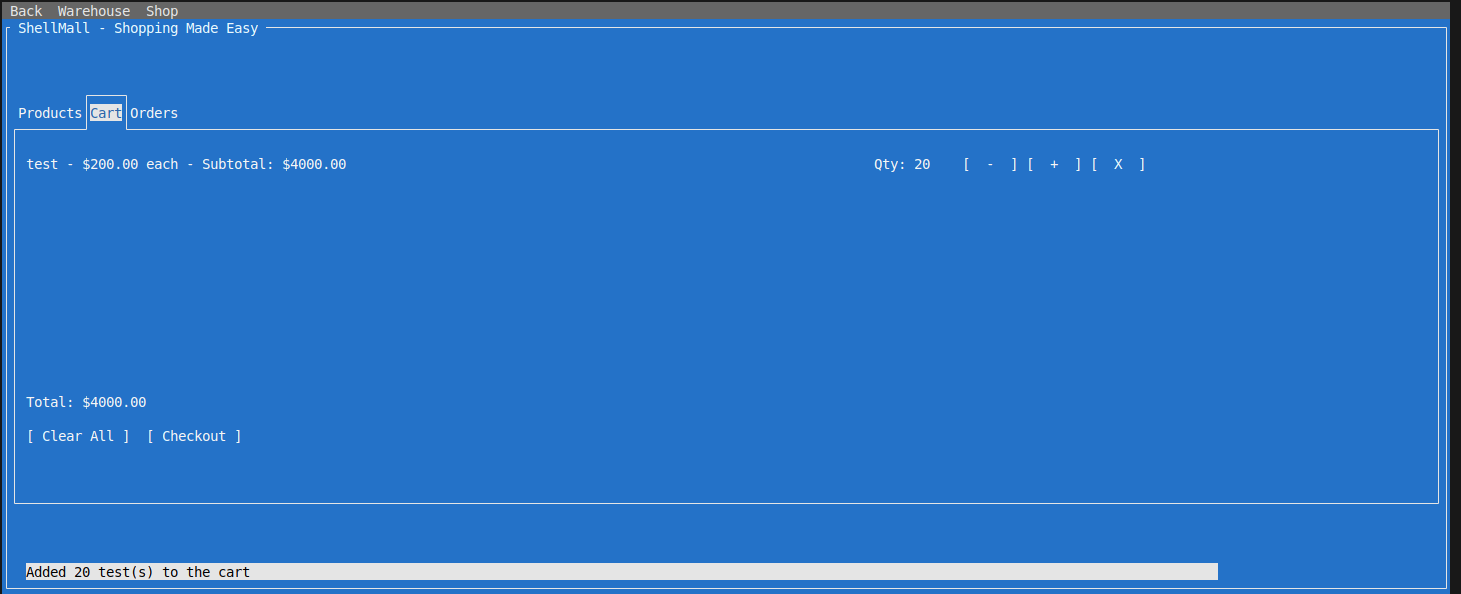 Back Warehouse Shop
ShellMall - Shopping Made Easy
Products Cart Orders
test - $200.00 each - Subtotal: $4000.00 Qty: 20 [ - ] [ + ] [ X ]
Total: $4000.00
[ Clear All ] [ Checkout ]
Added 20 test(s) to the cart